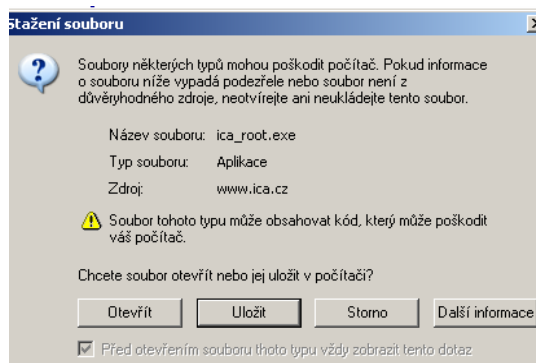 Stažení souboru
Soubory některých typů mohou poškodit počítač. Pokud informace
o souboru níže vypadá podezřele nebo soubor není z
důvěryhodného zdroje, neotvírejte ani neukládejte tento soubor.
Název souboru: ica_root.exe
Typ souboru: Aplikace
Zdroj: www.ica.cz
Soubor tohoto typu může obsahovat kód, který může poškodit
váš počítač.
Chcete soubor otevřít nebo jej uložit v počítači?
Otevřít Uložit Storno Další informace
Před otevřením souboru thoto typu vždy zobrazit tento dotaz